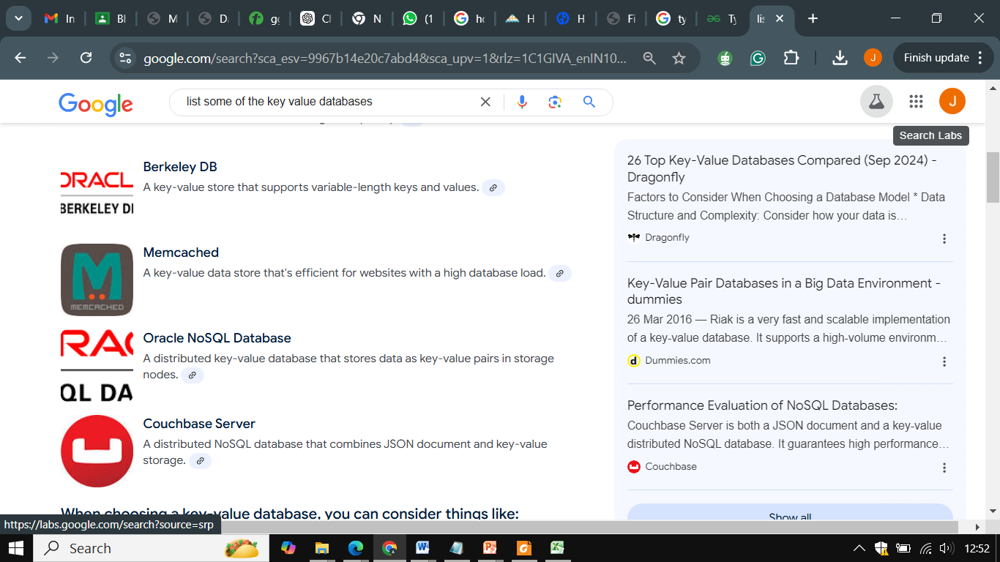 In
Bl
M
D
g
Cl
N
(1
ho
H
H
Fi
ty
Ty
lis
google.com/search?sca_esv=9967b14e20c7abd4&sca_upv=1&rlz=1C1GIVA_enIN10...
J
Finish update
Google
list some of the key value databases
J
Search Labs
Berkeley DB
A key-value store that supports variable-length keys and values.
ORACL
BERKELEY DI
Memcached
A key-value data store that's efficient for websites with a high database load.
MEMCACHED
Oracle NoSQL Database
A distributed key-value database that stores data as key-value pairs in storage
nodes.
RAC
QL DA
Couchbase Server
A distributed NoSQL database that combines JSON document and key-value
storage.
When choosing a key-value database, you can consider things like:
26 Top Key-Value Databases Compared (Sep 2024) -
Dragonfly
Factors to Consider When Choosing a Database Model * Data
Structure and Complexity: Consider how your data is...
Dragonfly
Key-Value Pair Databases in a Big Data Environment -
dummies
26 Mar 2016 — Riak is a very fast and scalable implementation
of a key-value database. It supports a high-volume environm...
d Dummies.com
Performance Evaluation of NoSQL Databases:
Couchbase Server is both a JSON document and a key-value
distributed NoSQL database. It guarantees high performance...
Couchbase
Show all
https://labs.google.com/search?source=srp
Search
12:52